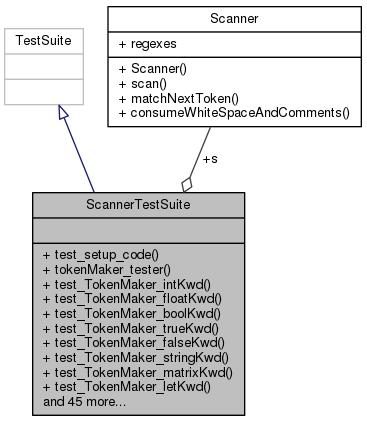 Scanner
+ regexes
+ Scanner()
+ scan()
+ matchNextToken()
+ consumeWhiteSpaceAndComments()
TestSuite
+s
ScannerTestSuite
+ test_setup_code()
+ tokenMaker_tester()
+ test_TokenMaker_intKwd()
+ test_TokenMaker_floatKwd()
+ test_TokenMaker_boolKwd()
+ test_TokenMaker_trueKwd()
+ test_TokenMaker_falseKwd()
+ test_TokenMaker_stringKwd()
+ test_TokenMaker_matrixKwd()
+ test_TokenMaker_letKwd()
and 45 more...